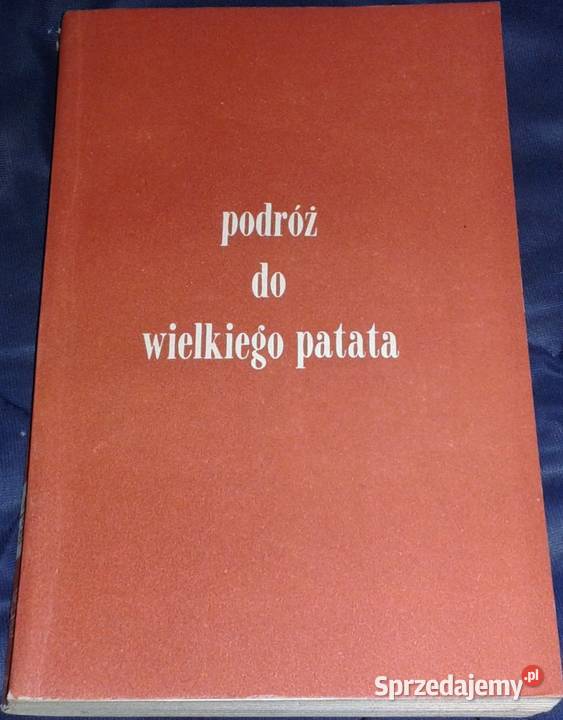 podróż
do
wielkiego patata
Sprzedajemy.pl